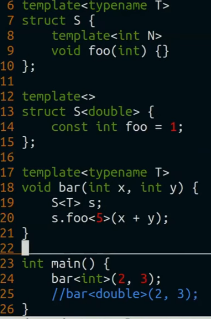 6 template<typename T>
7 struct S {
8     template<int N>
9     void foo(int) {}
10 };
11
12 template<>
13 struct S<double> {
14     const int foo = 1;
15 };
16
17 template<typename T>
18 void bar(int x, int y) {
19     S<T> s;
20     s.foo<5>(x + y);
21 }
22
23 int main() {
24     bar<int>(2, 3);
25     //bar<double>(2, 3);
26 }